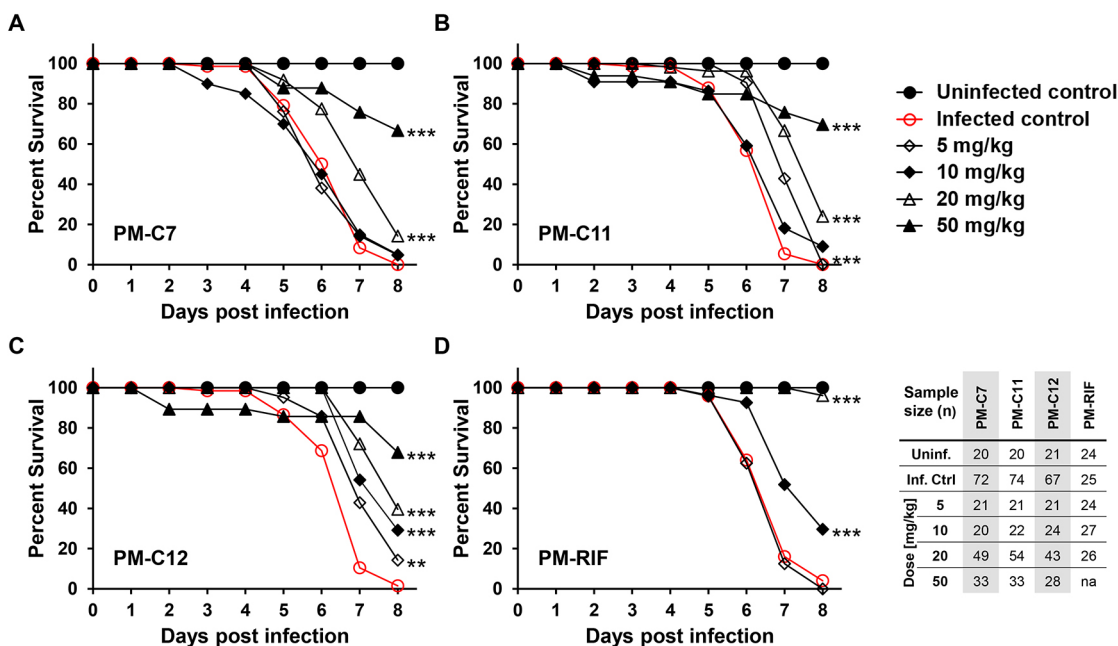 A
Percent Survival
100
80
60
40
20
0
PM-C7
***
***
0 1 2 3 4 5 6 7 8
Days post infection
B
Percent Survival
100
80
60
40
20
0
PM-C11
***
***
***
0 1 2 3 4 5 6 7 8
Days post infection
Uninfected control
Infected control
5 mg/kg
10 mg/kg
20 mg/kg
50 mg/kg
C
Percent Survival
100
80
60
40
20
0
PM-C12
***
***
***
**
0 1 2 3 4 5 6 7 8
Days post infection
D
Percent Survival
100
80
60
40
20
0
PM-RIF
***
***
0 1 2 3 4 5 6 7 8
Days post infection
Sample size (n) PM-C7 PM-C11 PM-C12 PM-RIF
Uninf. 20 20 21 24
Inf. Ctrl 72 74 67 25
Dose [mg/kg]
5 21 21 21 24
10 20 22 24 27
20 49 54 43 26
50 33 33 28 na